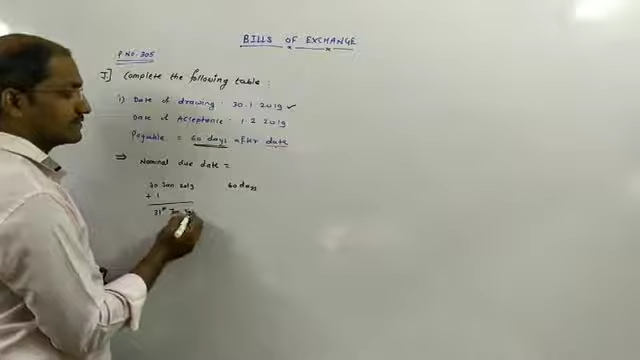 BILLS OF EXCHANGE
P.NO. 305
I] Complete the following table :
i) Date of drawing - 30.1.2019 ✓
Date of Acceptance - 1.2.2019
Payable = 60 days after date
⇒ Nominal due date =
30 Jan 2019 60 days
+ 1
31st Jan